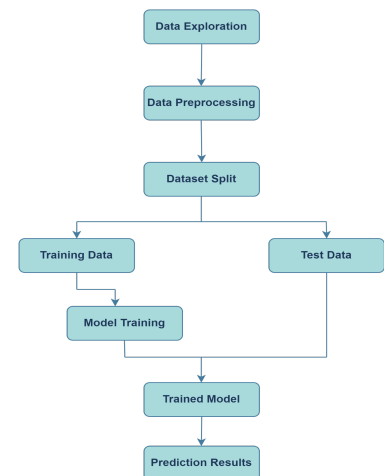 Data Exploration
Data Preprocessing
Dataset Split
Training Data
Test Data
Model Training
Trained Model
Prediction Results